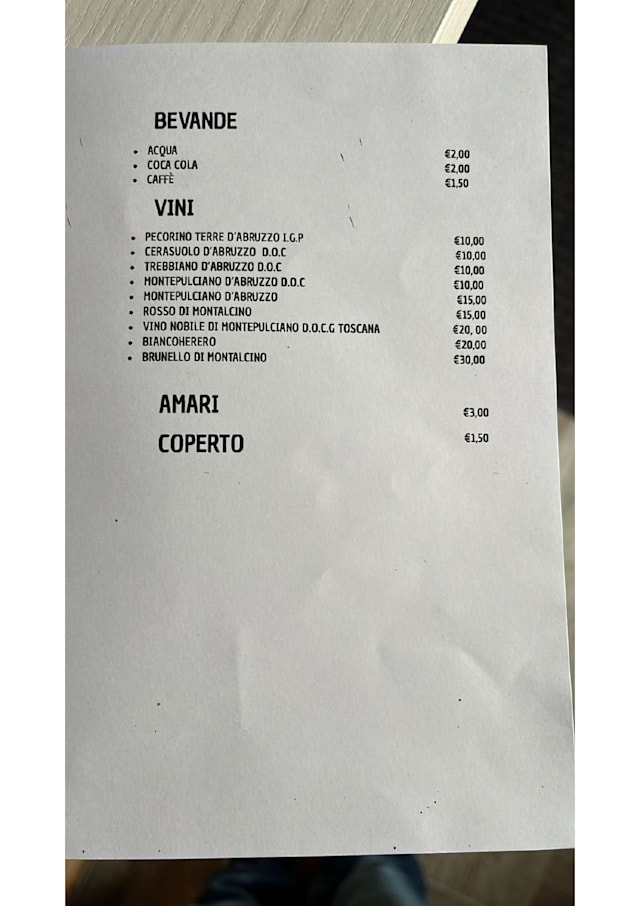 BEVANDE
• ACQUA €2,00
• COCA COLA €2,00
• CAFFÈ €1,50
VINI
• PECORINO TERRE D'ABRUZZO I.G.P €10,00
• CERASUOLO D'ABRUZZO D.O.C €10,00
• TREBBIANO D'ABRUZZO D.O.C €10,00
• MONTEPULCIANO D'ABRUZZO D.O.C €10,00
• MONTEPULCIANO D'ABRUZZO €15,00
• ROSSO DI MONTALCINO €15,00
• VINO NOBILE DI MONTEPULCIANO D.O.C.G TOSCANA €20, 00
• BIANCOHERERO €20,00
• BRUNELLO DI MONTALCINO €30,00
AMARI €3,00
COPERTO €1,50